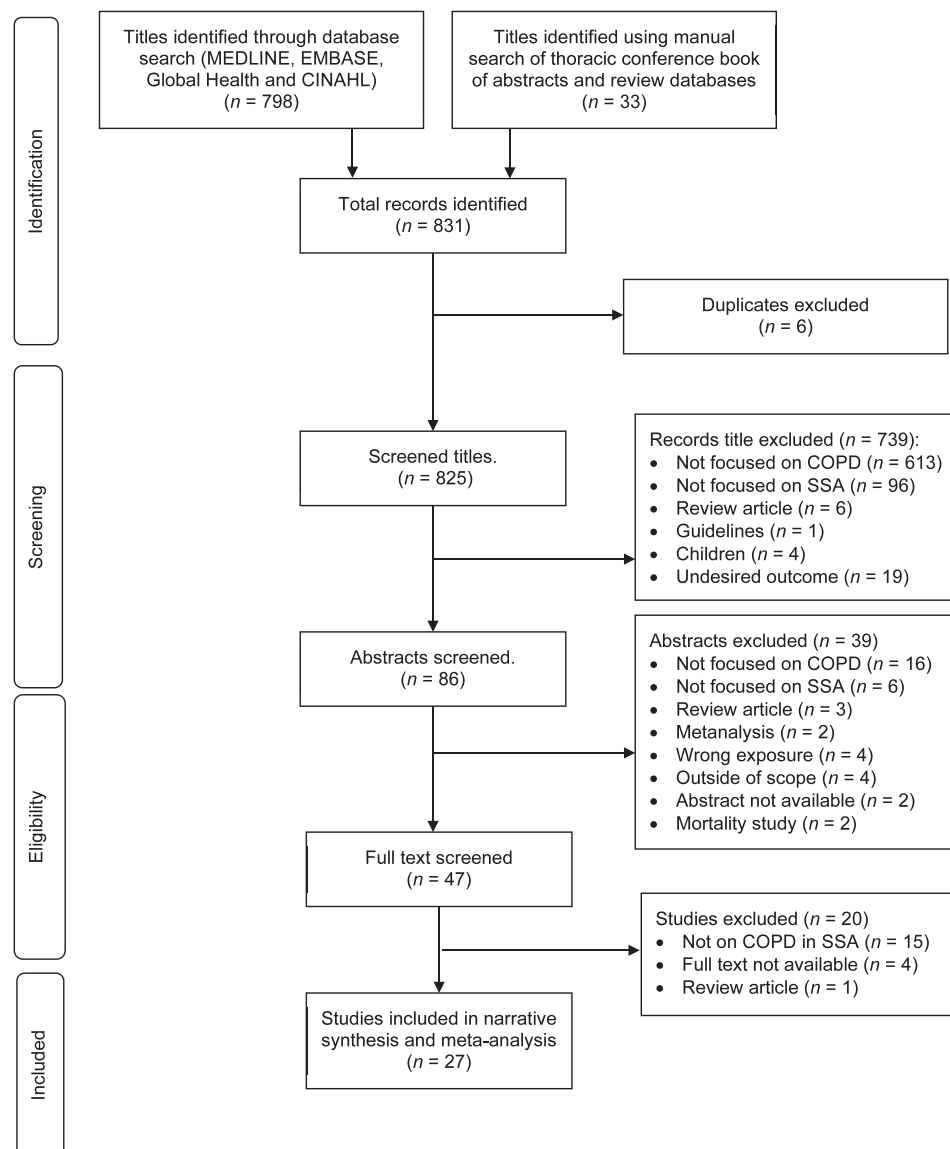 Titles identified through database
search (MEDLINE, EMBASE,
Global Health and CINAHL)
(n = 798)
Titles identified using manual
search of thoracic conference book
of abstracts and review databases
(n = 33)
Identification
Total records identified
(n = 831)
Duplicates excluded
(n = 6)
Screening
Screened titles.
(n = 825)
Records title excluded (n = 739):
• Not focused on COPD (n = 613)
• Not focused on SSA (n = 96)
• Review article (n = 6)
• Guidelines (n = 1)
• Children (n = 4)
• Undesired outcome (n = 19)
Abstracts screened.
(n = 86)
Abstracts excluded (n = 39)
• Not focused on COPD (n = 16)
• Not focused on SSA (n = 6)
• Review article (n = 3)
• Metanalysis (n = 2)
• Wrong exposure (n = 4)
• Outside of scope (n = 4)
• Abstract not available (n = 2)
• Mortality study (n = 2)
Eligibility
Full text screened
(n = 47)
Studies excluded (n = 20)
• Not on COPD in SSA (n = 15)
• Full text not available (n = 4)
• Review article (n = 1)
Included
Studies included in narrative
synthesis and meta-analysis
(n = 27)